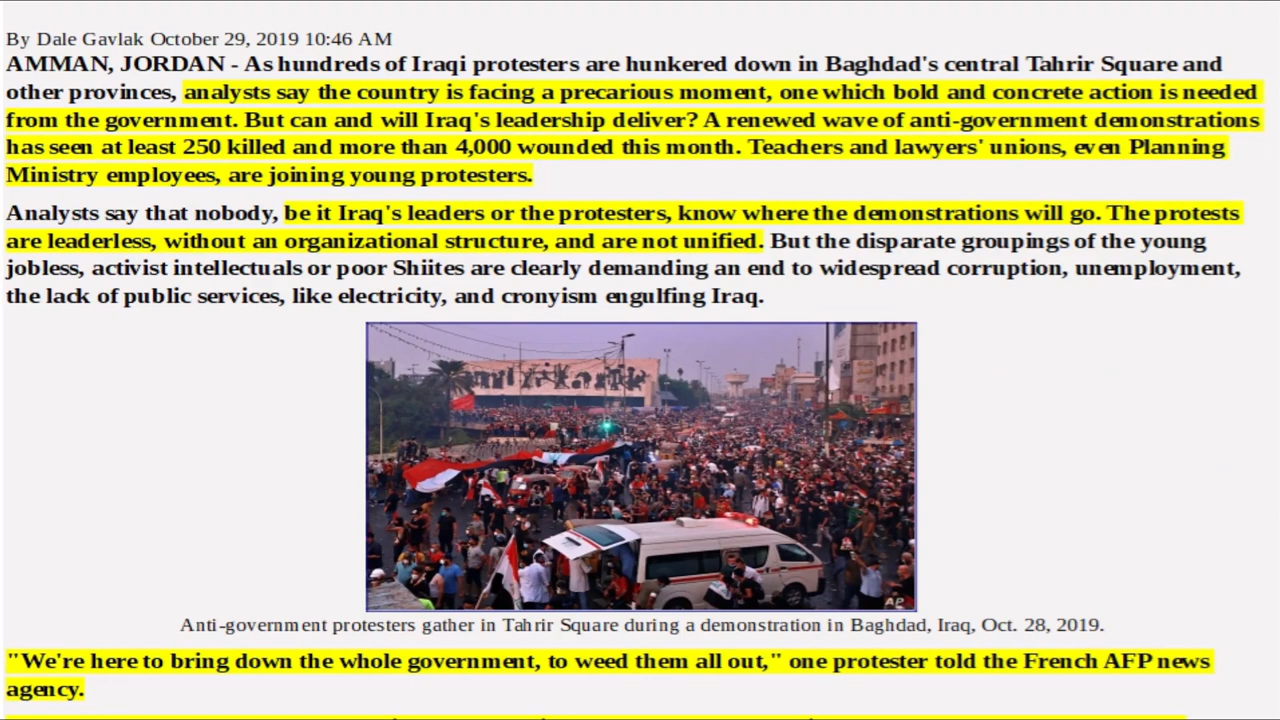 By Dale Gavlak October 29, 2019 10:46 AM
AMMAN, JORDAN - As hundreds of Iraqi protesters are hunkered down in Baghdad's central Tahrir Square and
other provinces, analysts say the country is facing a precarious moment, one which bold and concrete action is needed
from the government. But can and will Iraq's leadership deliver? A renewed wave of anti-government demonstrations
has seen at least 250 killed and more than 4,000 wounded this month. Teachers and lawyers' unions, even Planning
Ministry employees, are joining young protesters.
Analysts say that nobody, be it Iraq's leaders or the protesters, know where the demonstrations will go. The protests
are leaderless, without an organizational structure, and are not unified. But the disparate groupings of the young
jobless, activist intellectuals or poor Shiites are clearly demanding an end to widespread corruption, unemployment,
the lack of public services, like electricity, and cronyism engulfing Iraq.
AP
Anti-government protesters gather in Tahrir Square during a demonstration in Baghdad, Iraq, Oct. 28, 2019.
"We're here to bring down the whole government, to weed them all out," one protester told the French AFP news
agency.